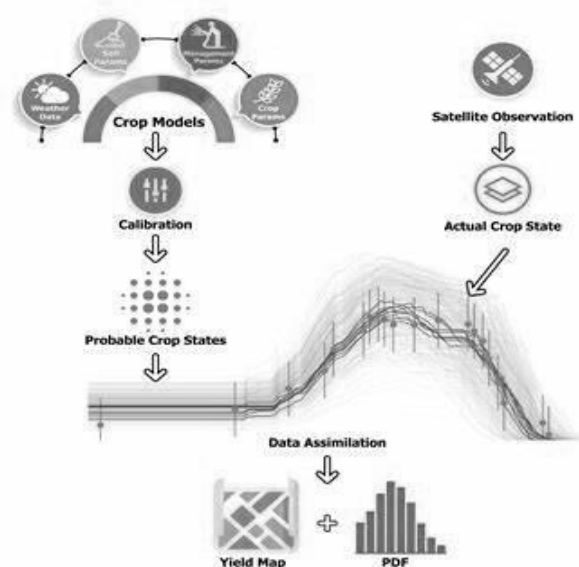 Soil
Params
Management
Params
Weather
Data
Crop
Params
Crop Models
Satellite Observation
Calibration
Actual Crop State
Probable Crop States
Data Assimilation
Yield Map
PDF